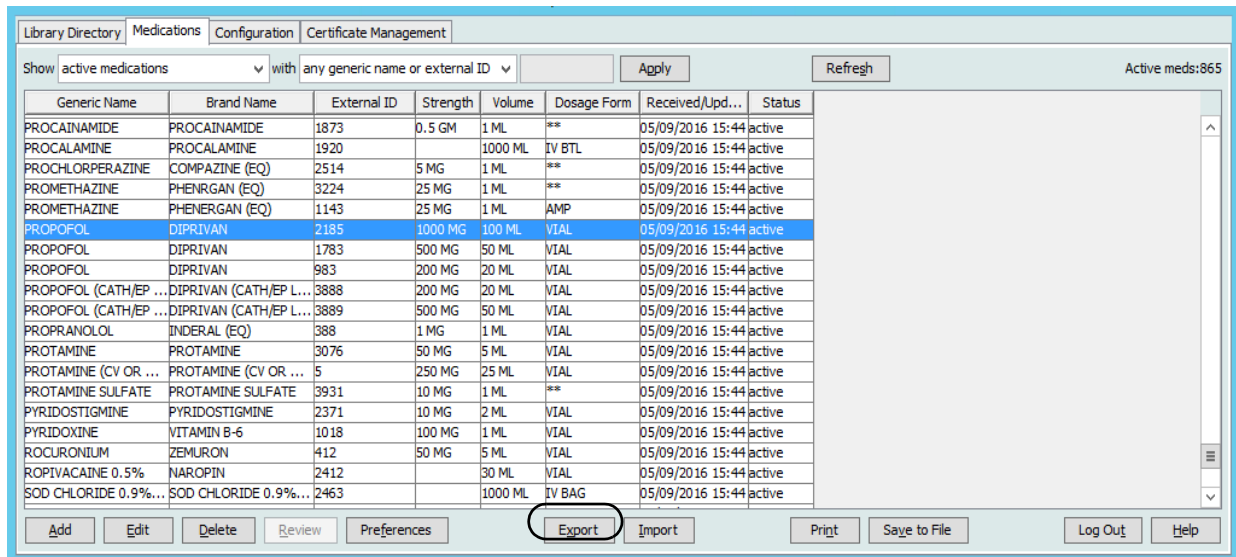 Library Directory Medications Configuration Certificate Management
Show active medications with any generic name or external ID Apply Refresh Active meds:865
Generic Name Brand Name External ID Strength Volume Dosage Form Received/Upd... Status
PROCAINAMIDE PROCAINAMIDE 1873 0.5 GM 1 ML ** 05/09/2016 15:44 active
PROCALAMINE PROCALAMINE 1920 1000 ML IV BTL 05/09/2016 15:44 active
PROCHLORPERAZINE COMPAZINE (EQ) 2514 5 MG 1 ML ** 05/09/2016 15:44 active
PROMETHAZINE PHENRGAN (EQ) 3224 25 MG 1 ML ** 05/09/2016 15:44 active
PROMETHAZINE PHENERGAN (EQ) 1143 25 MG 1 ML AMP 05/09/2016 15:44 active
PROPOFOL DIPRIVAN 2185 1000 MG 100 ML VIAL 05/09/2016 15:44 active
PROPOFOL DIPRIVAN 1783 500 MG 50 ML VIAL 05/09/2016 15:44 active
PROPOFOL DIPRIVAN 983 200 MG 20 ML VIAL 05/09/2016 15:44 active
PROPOFOL (CATH/EP ... DIPRIVAN (CATH/EP L... 3888 200 MG 20 ML VIAL 05/09/2016 15:44 active
PROPOFOL (CATH/EP ... DIPRIVAN (CATH/EP L... 3889 500 MG 50 ML VIAL 05/09/2016 15:44 active
PROPRANOLOL INDERAL (EQ) 388 1 MG 1 ML VIAL 05/09/2016 15:44 active
PROTAMINE PROTAMINE 3076 50 MG 5 ML VIAL 05/09/2016 15:44 active
PROTAMINE (CV OR ... PROTAMINE (CV OR ... 5 250 MG 25 ML VIAL 05/09/2016 15:44 active
PROTAMINE SULFATE PROTAMINE SULFATE 3931 10 MG 1 ML ** 05/09/2016 15:44 active
PYRIDOSTIGMINE PYRIDOSTIGMINE 2371 10 MG 2 ML VIAL 05/09/2016 15:44 active
PYRIDOXINE VITAMIN B-6 1018 100 MG 1 ML VIAL 05/09/2016 15:44 active
ROCURONIUM ZEMURON 412 50 MG 5 ML VIAL 05/09/2016 15:44 active
ROPIVACAINE 0.5% NAROPIN 2412 30 ML VIAL 05/09/2016 15:44 active
SOD CHLORIDE 0.9%... SOD CHLORIDE 0.9%... 2463 1000 ML IV BAG 05/09/2016 15:44 active
Add Edit Delete Review Preferences Export Import Print Save to File Log Out Help